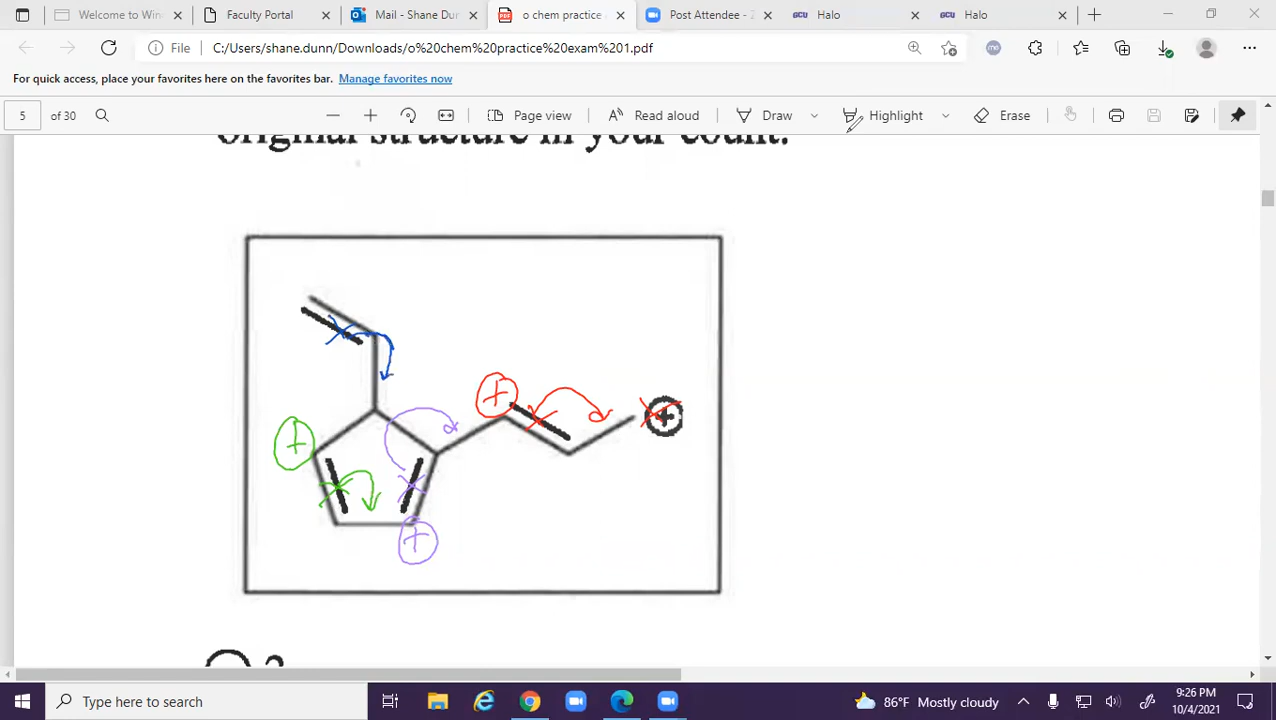 Welcome to Win
Faculty Portal
Mail - Shane Dun
o chem practice
Post Attendee - Z
GCU Halo
GCU Halo
File C:/Users/shane.dunn/Downloads/o%20chem%20practice%20exam%201.pdf
For quick access, place your favorites here on the favorites bar. Manage favorites now
5 of 30 Page view Read aloud Draw Highlight Erase
original structure in your count.
+
+
+
+
Type here to search
86°F Mostly cloudy
9:26 PM
10/4/2021